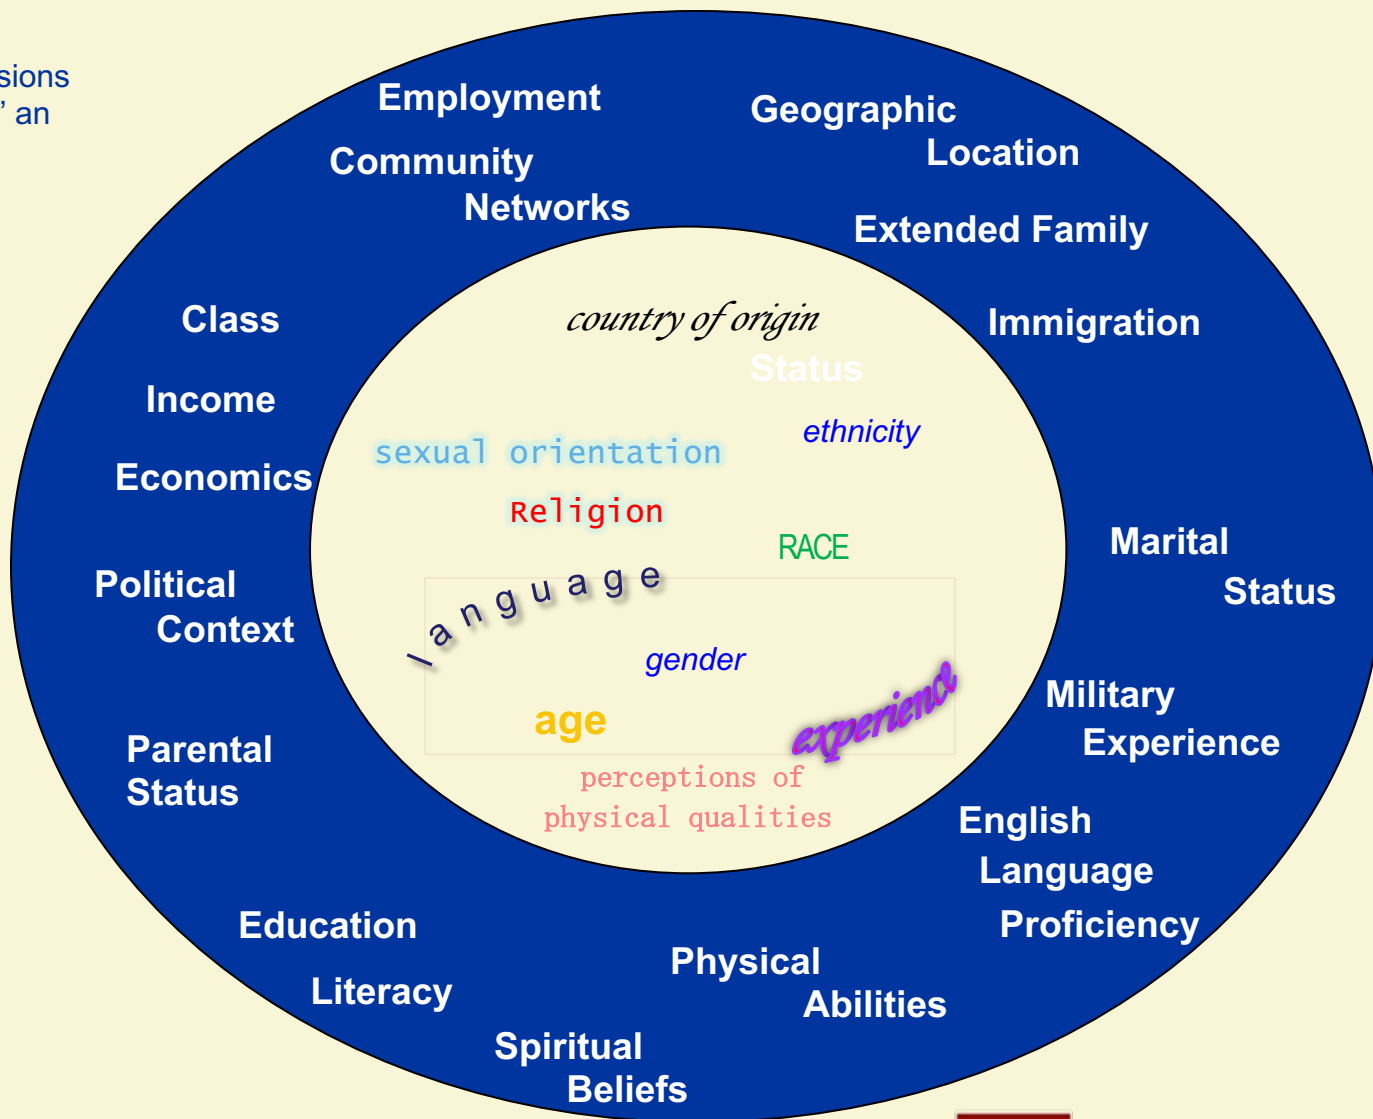 sions
’ an
Employment
Geographic
Location
Community
Networks
Extended Family
Class
country of origin
Immigration
Status
Income
ethnicity
sexual orientation
Economics
Religion
RACE
Marital
Status
language
Political
Context
gender
Military
Experience
age
experience
Parental
Status
perceptions of
physical qualities
English
Language
Proficiency
Education
Physical
Abilities
Literacy
Spiritual
Beliefs